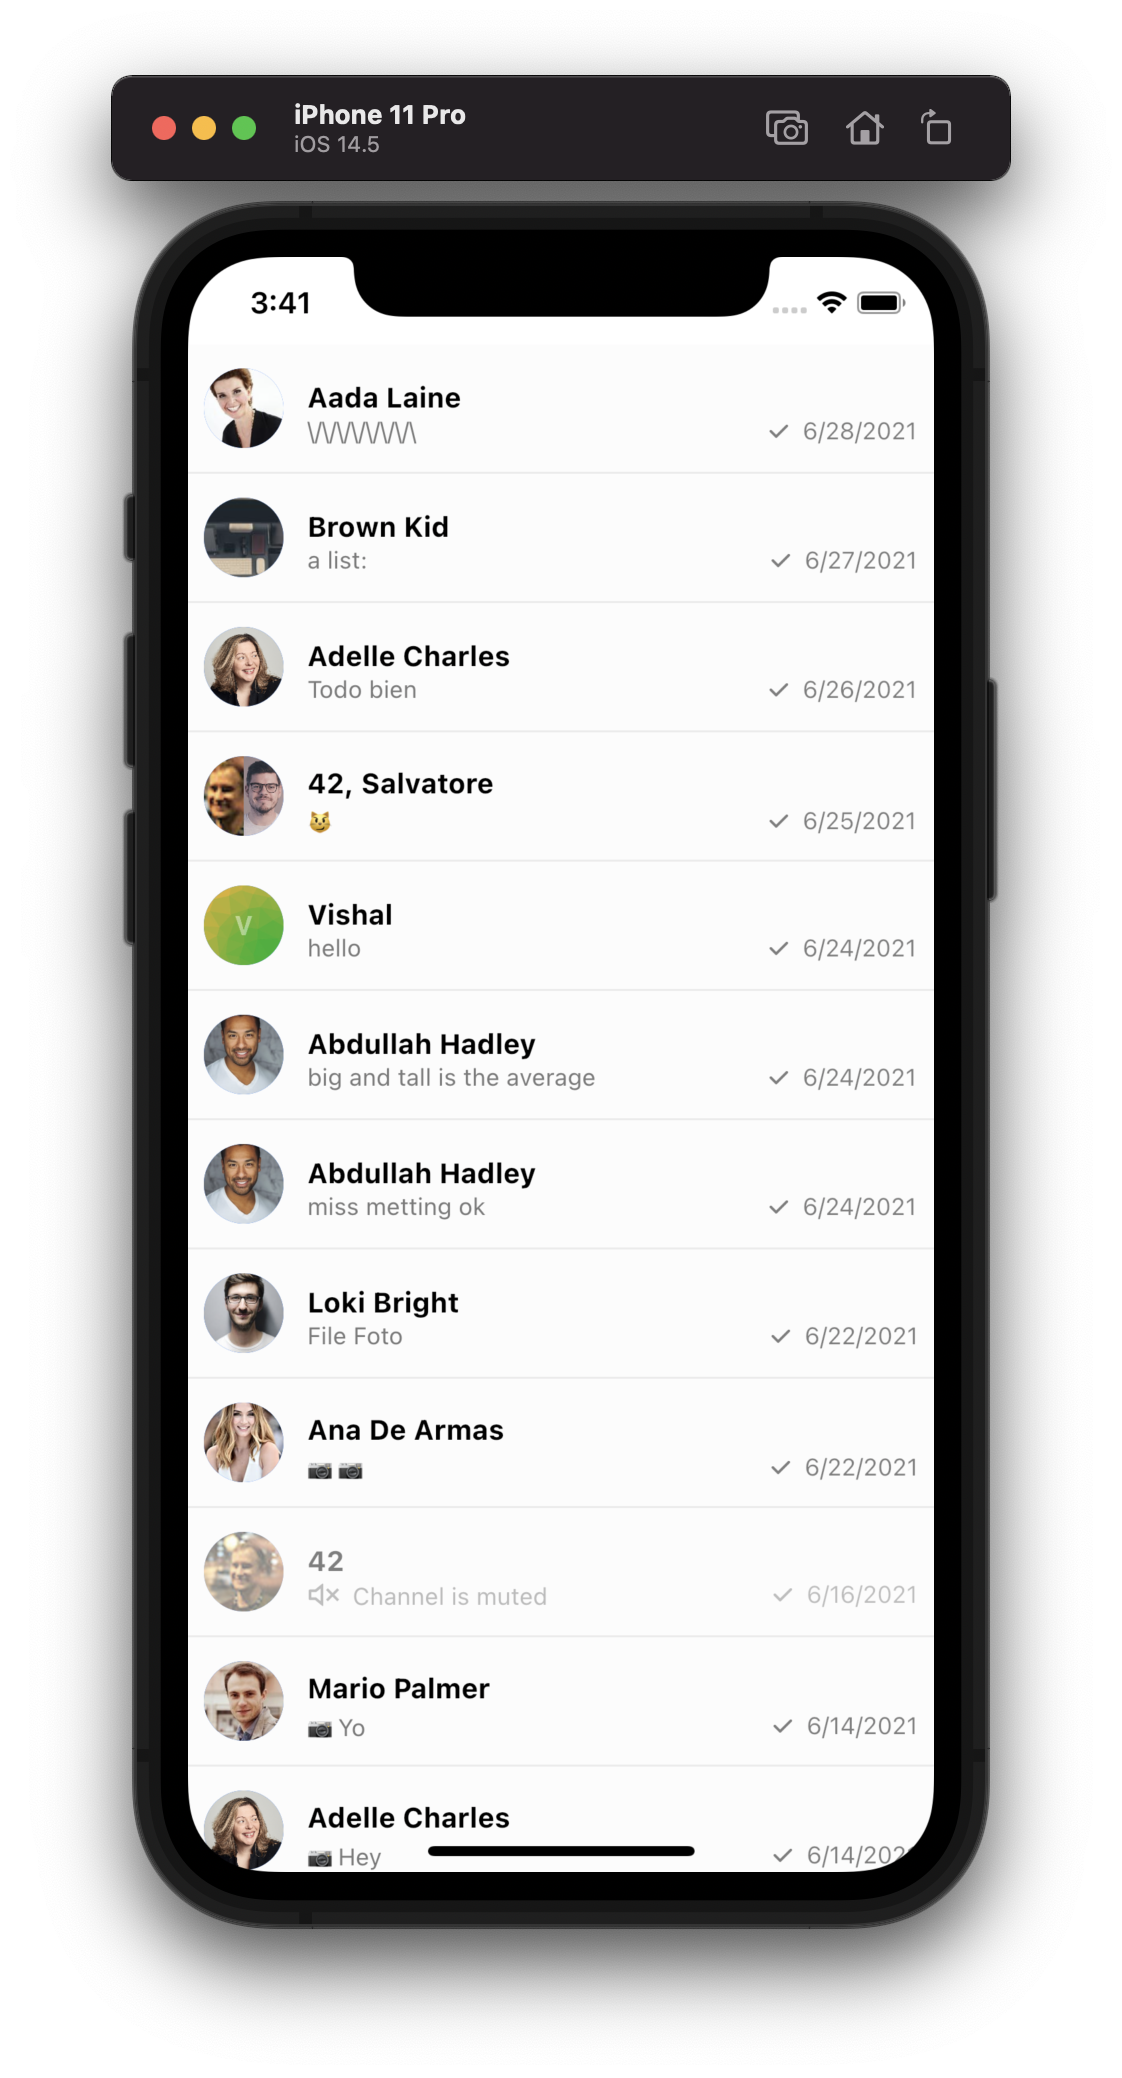 iPhone 11 Pro
iOS 14.5
3:41
Aada Laine
\/\/\/\/\/\/\/\ 6/28/2021
Brown Kid
a list: 6/27/2021
Adelle Charles
Todo bien 6/26/2021
42, Salvatore
😼 6/25/2021
V
Vishal
hello 6/24/2021
Abdullah Hadley
big and tall is the average 6/24/2021
Abdullah Hadley
miss metting ok 6/24/2021
Loki Bright
File Foto 6/22/2021
Ana De Armas
📷 📷 6/22/2021
42
Channel is muted 6/16/2021
Mario Palmer
📷 Yo 6/14/2021
Adelle Charles
📷 Hey 6/14/2021